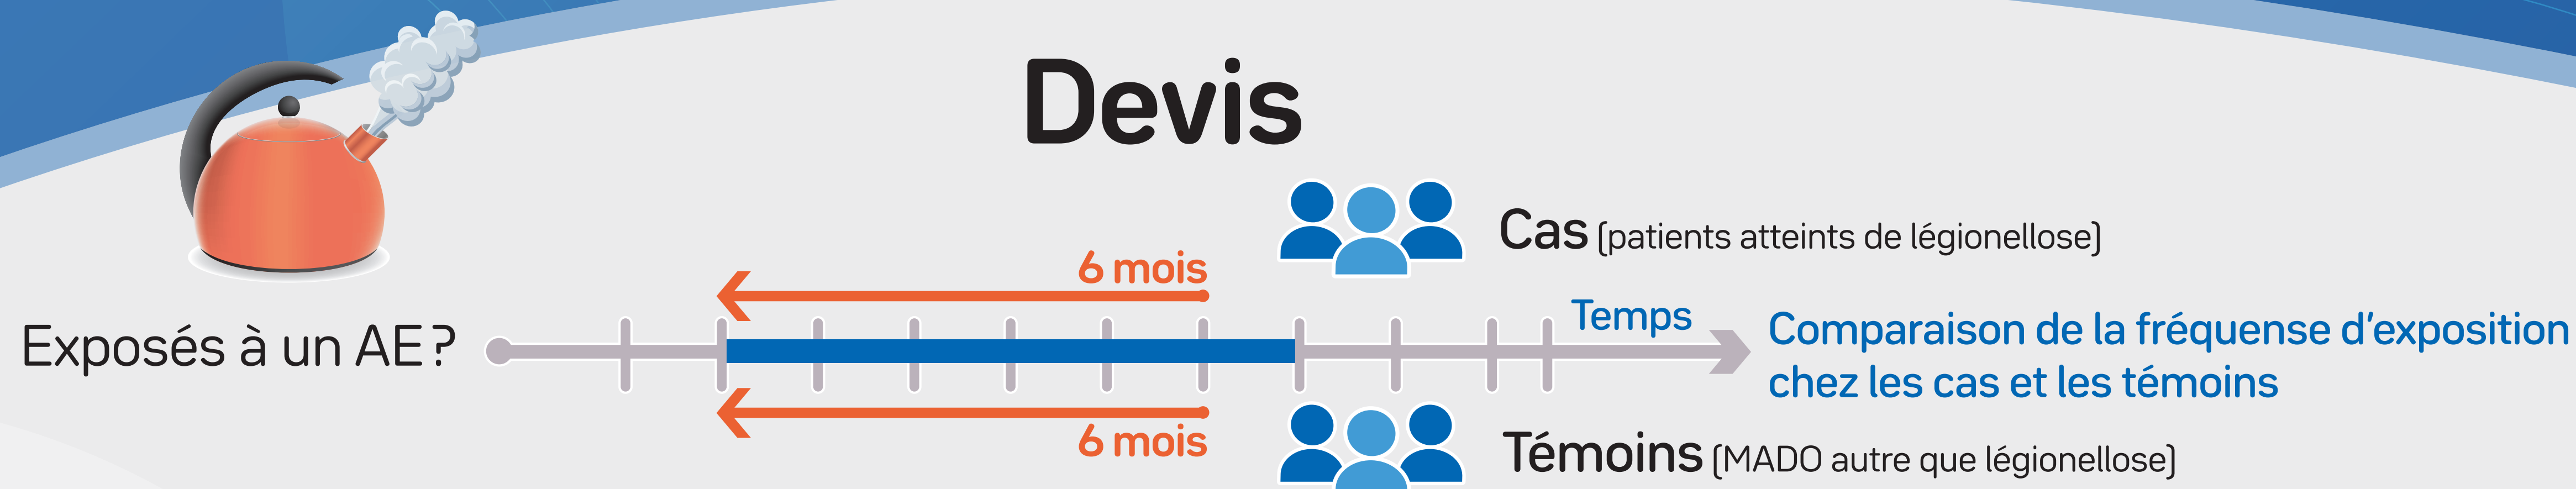 Devis
Cas (patients atteints de légionellose)
6 mois
Exposés à un AE?
Temps
Comparaison de la fréquense d'exposition
chez les cas et les témoins
6 mois
Témoins (MADO autre que légionellose)